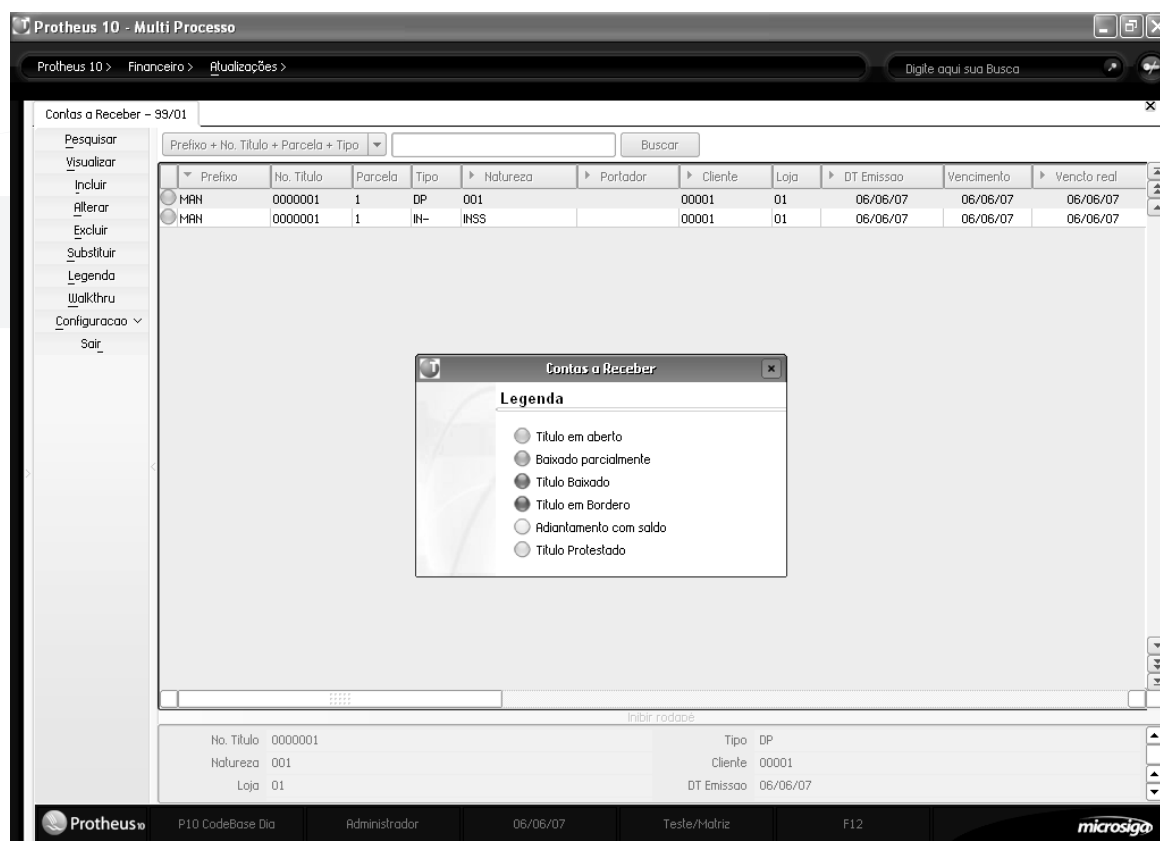 Protheus 10 - Multi Processo
Protheus 10 > Financeiro > Atualizações >
Digite aqui sua Busca
Contas a Receber - 99/01
Pesquisar
Visualizar
Incluir
Alterar
Excluir
Substituir
Legenda
Walkthru
Configuracao
Sair
Prefixo + No. Titulo + Parcela + Tipo
Buscar
Prefixo No. Titulo Parcela Tipo Natureza Portador Cliente Loja DT Emissao Vencimento Vencto real
MAN 0000001 1 DP 001 00001 01 06/06/07 06/06/07 06/06/07
MAN 0000001 1 IN- INSS 00001 01 06/06/07 06/06/07 06/06/07
Contas a Receber
Legenda
Titulo em aberto
Baixado parcialmente
Titulo Baixado
Titulo em Bordero
Adiantamento com saldo
Titulo Protestado
Inibir rodapé
No. Titulo 0000001 Tipo DP
Natureza 001 Cliente 00001
Loja 01 DT Emissao 06/06/07
Protheus10 P10 CodeBase Dia Administrador 06/06/07 Teste/Matriz F12 microsiga